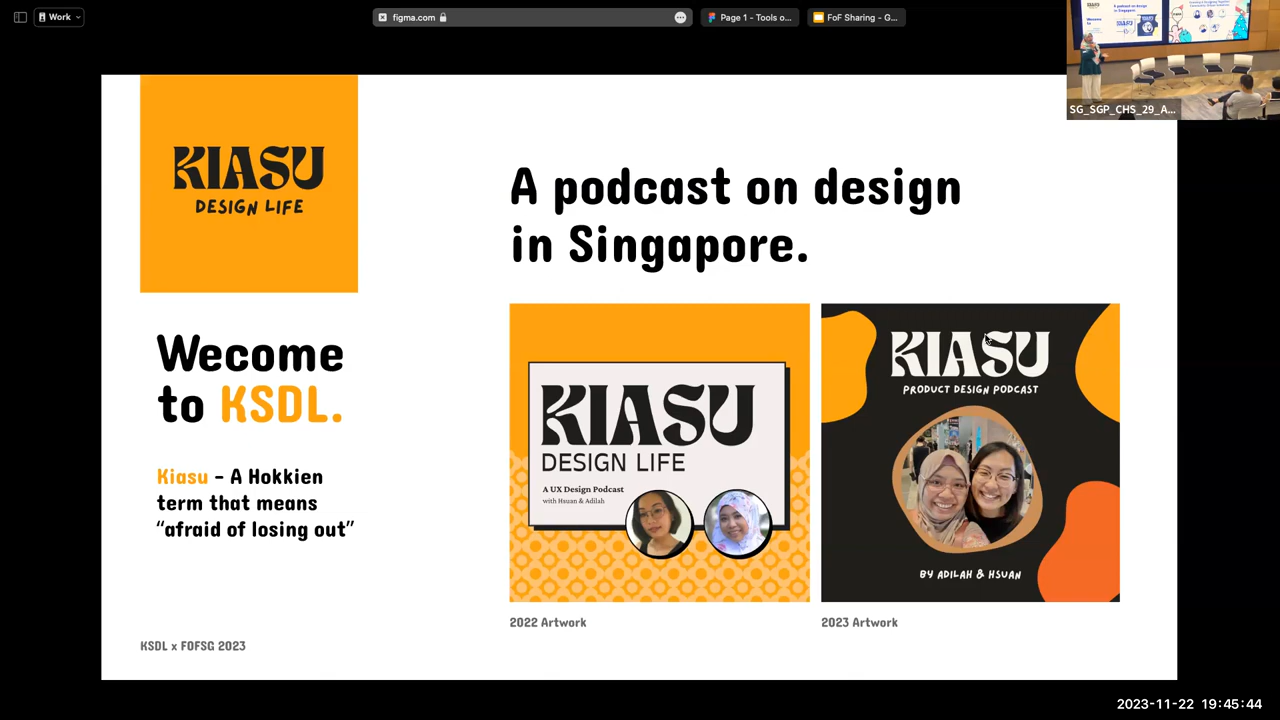 Work
figma.com
Page 1 - Tools o...
FoF Sharing - G...
SG_SGP_CHS_29_A...
KIASU
DESIGN LIFE
Wecome
to KSDL.
Kiasu - A Hokkien
term that means
“afraid of losing out”
KSDL x FOFSG 2023
A podcast on design
in Singapore.
KIASU
DESIGN LIFE
A UX Design Podcast
with Hsuan & Adilah
2022 Artwork
KIASU
PRODUCT DESIGN PODCAST
BY ADILAH & HSUAN
2023 Artwork
2023-11-22 19:45:44